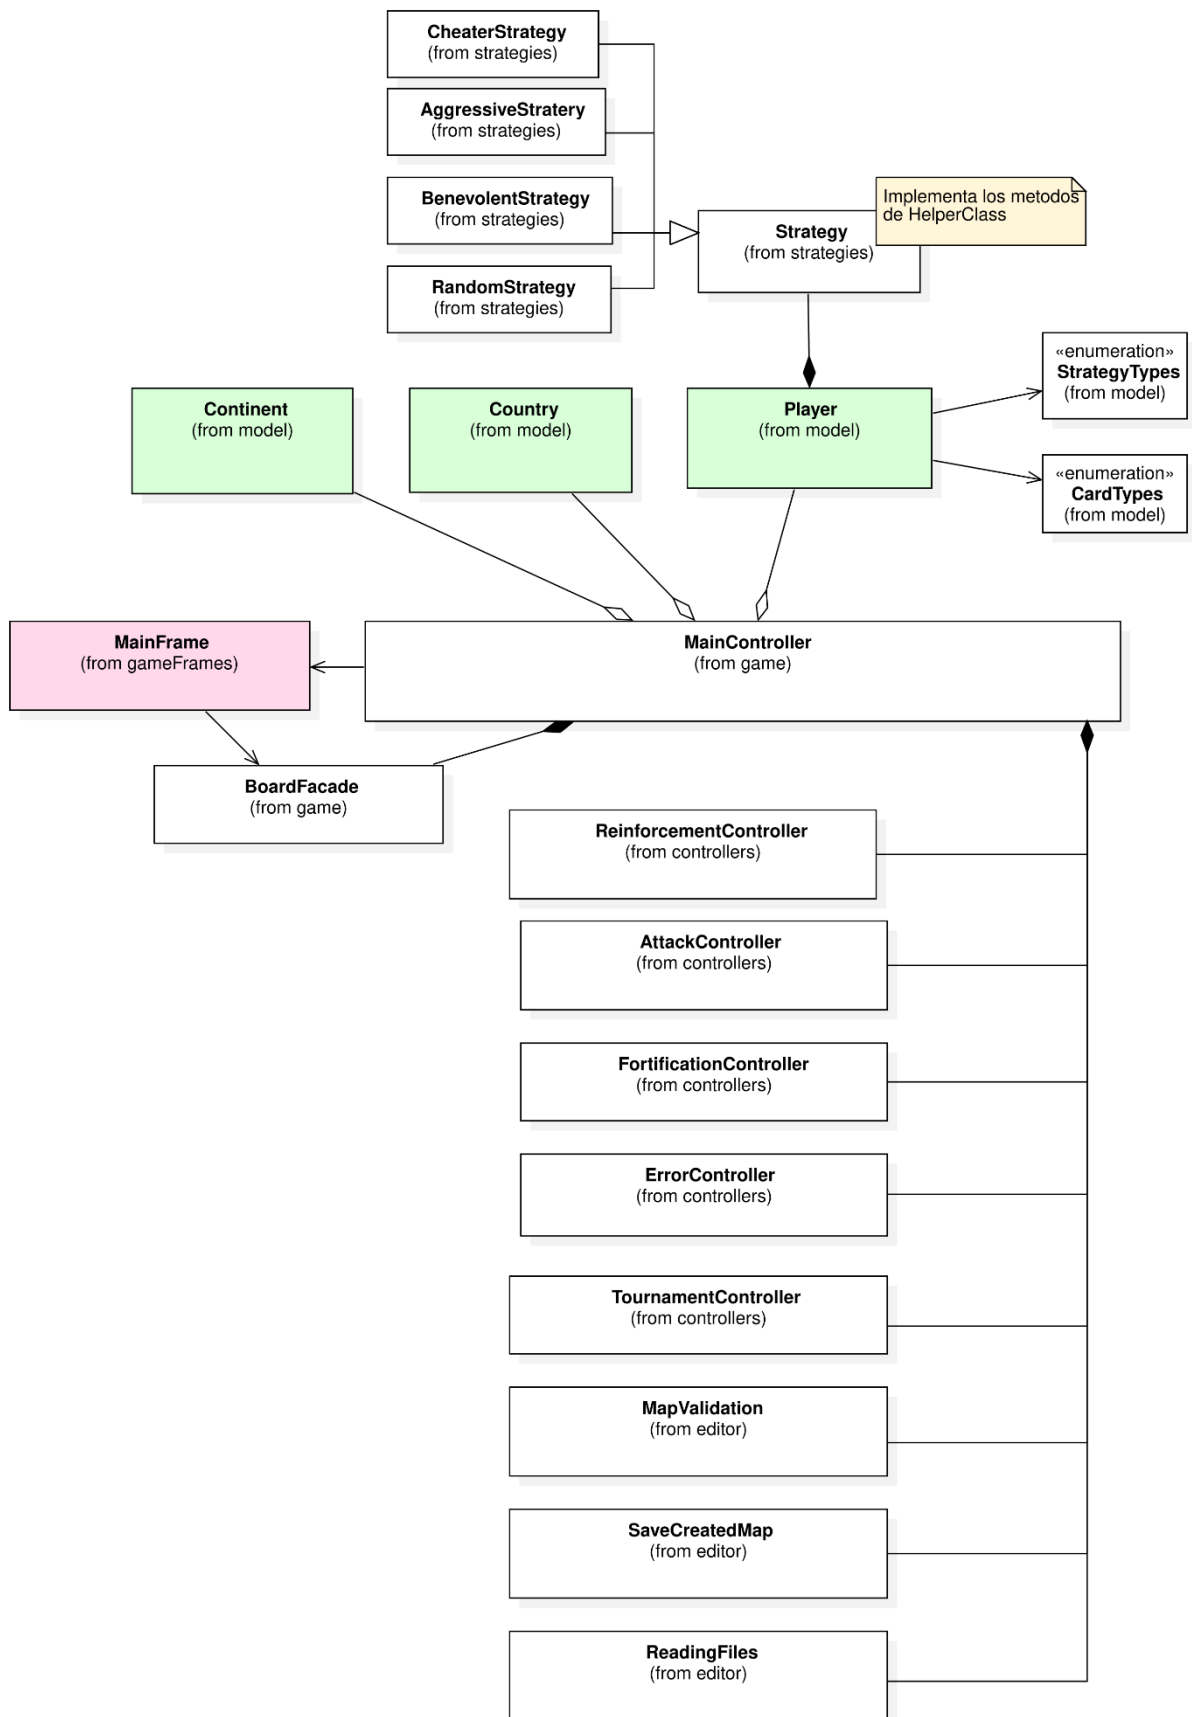 CheaterStrategy
(from strategies)
AggressiveStratery
(from strategies)
BenevolentStrategy
(from strategies)
RandomStrategy
(from strategies)
Implementa los metodos
de HelperClass
Strategy
(from strategies)
«enumeration»
StrategyTypes
(from model)
Continent
(from model)
Country
(from model)
Player
(from model)
«enumeration»
CardTypes
(from model)
MainFrame
(from gameFrames)
MainController
(from game)
BoardFacade
(from game)
ReinforcementController
(from controllers)
AttackController
(from controllers)
FortificationController
(from controllers)
ErrorController
(from controllers)
TournamentController
(from controllers)
MapValidation
(from editor)
SaveCreatedMap
(from editor)
ReadingFiles
(from editor)